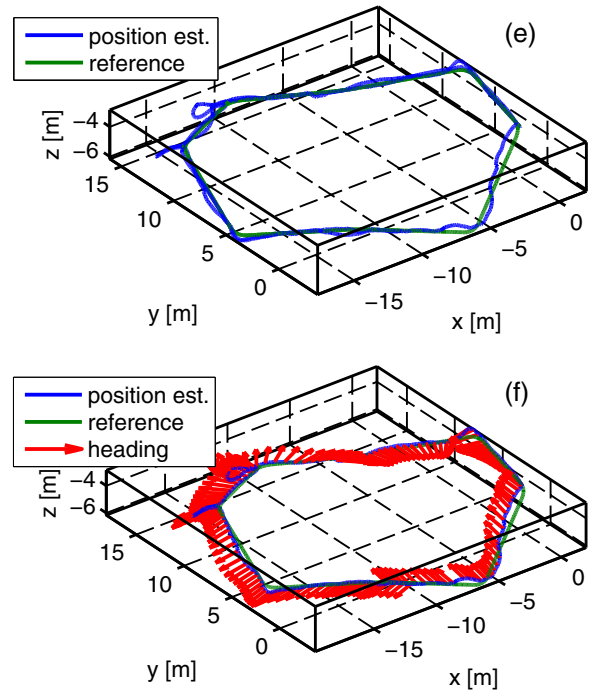 position est.
reference
(e)
z [m]
−4
−6
15
10
5
0
y [m]
−15
−10
−5
0
x [m]
position est.
reference
heading
(f)
z [m]
−4
−6
15
10
5
0
y [m]
−15
−10
−5
0
x [m]